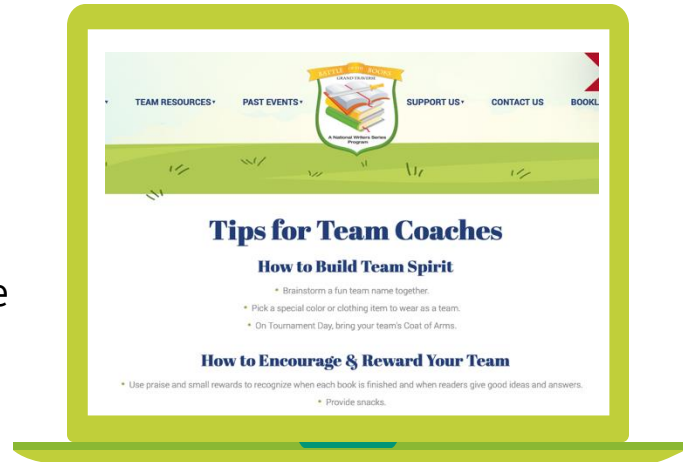 BATTLE OF THE BOOKS
GRAND TRAVERSE
TEAM RESOURCES
PAST EVENTS
SUPPORT US
CONTACT US
BOOKL
A National Writers Series
Program
Tips for Team Coaches
How to Build Team Spirit
• Brainstorm a fun team name together.
• Pick a special color or clothing item to wear as a team.
• On Tournament Day, bring your team's Coat of Arms.
e
How to Encourage & Reward Your Team
• Use praise and small rewards to recognize when each book is finished and when readers give good ideas and answers.
• Provide snacks.